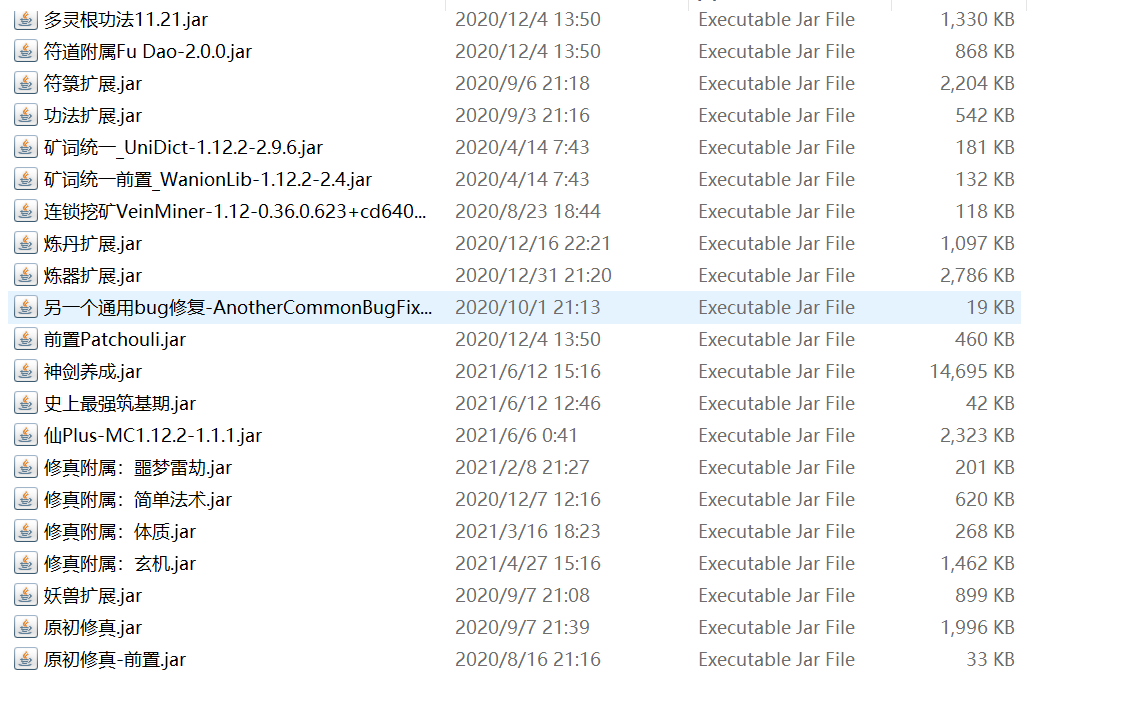 多灵根功法11.21.jar 2020/12/4 13:50 Executable Jar File 1,330 KB
符道附属Fu Dao-2.0.0.jar 2020/12/4 13:50 Executable Jar File 868 KB
符箓扩展.jar 2020/9/6 21:18 Executable Jar File 2,204 KB
功法扩展.jar 2020/9/3 21:16 Executable Jar File 542 KB
矿词统一_UniDict-1.12.2-2.9.6.jar 2020/4/14 7:43 Executable Jar File 181 KB
矿词统一前置_WanionLib-1.12.2-2.4.jar 2020/4/14 7:43 Executable Jar File 132 KB
连锁挖矿VeinMiner-1.12-0.36.0.623+cd640... 2020/8/23 18:44 Executable Jar File 118 KB
炼丹扩展.jar 2020/12/16 22:21 Executable Jar File 1,097 KB
炼器扩展.jar 2020/12/31 21:20 Executable Jar File 2,786 KB
另一个通用bug修复-AnotherCommonBugFix... 2020/10/1 21:13 Executable Jar File 19 KB
前置Patchouli.jar 2020/12/4 13:50 Executable Jar File 460 KB
神剑养成.jar 2021/6/12 15:16 Executable Jar File 14,695 KB
史上最强筑基期.jar 2021/6/12 12:46 Executable Jar File 42 KB
仙Plus-MC1.12.2-1.1.1.jar 2021/6/6 0:41 Executable Jar File 2,323 KB
修真附属：噩梦雷劫.jar 2021/2/8 21:27 Executable Jar File 201 KB
修真附属：简单法术.jar 2020/12/7 12:16 Executable Jar File 620 KB
修真附属：体质.jar 2021/3/16 18:23 Executable Jar File 268 KB
修真附属：玄机.jar 2021/4/27 15:16 Executable Jar File 1,462 KB
妖兽扩展.jar 2020/9/7 21:08 Executable Jar File 899 KB
原初修真.jar 2020/9/7 21:39 Executable Jar File 1,996 KB
原初修真-前置.jar 2020/8/16 21:16 Executable Jar File 33 KB